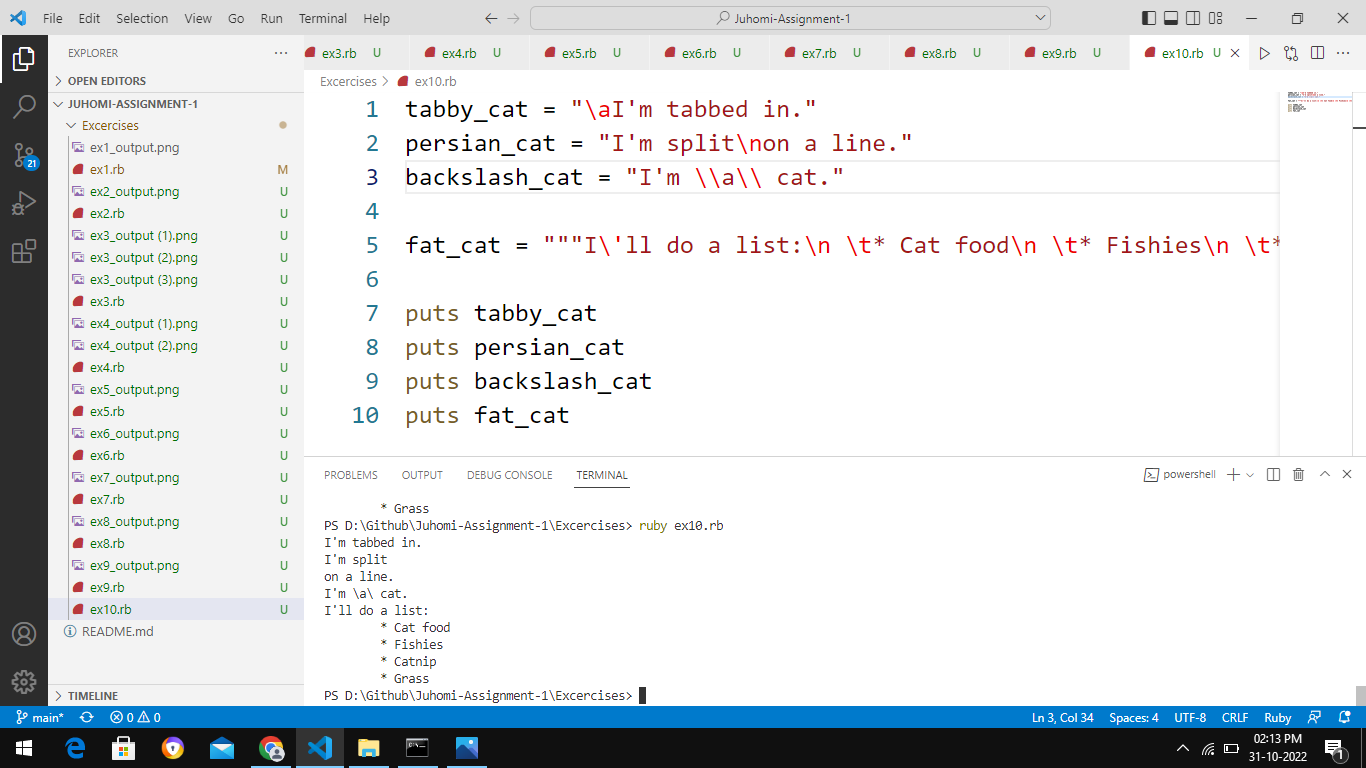 File Edit Selection Ruby View Go Run Terminal Help
Juhomi-Assignment-1
EXPLORER
OPEN EDITORS
JUHOMI-ASSIGNMENT-1
Excercises
ex1_output.png
ex1.rb M
ex2_output.png U
ex2.rb U
ex3_output (1).png U
ex3_output (2).png U
ex3_output (3).png U
ex3.rb U
ex4_output (1).png U
ex4_output (2).png U
ex4.rb U
ex5_output.png U
ex5.rb U
ex6_output.png U
ex6.rb U
ex7_output.png U
ex7.rb U
ex8_output.png U
ex8.rb U
ex9_output.png U
ex9.rb U
ex10.rb U
README.md
TIMELINE
21
ex3.rb U ex4.rb U ex5.rb U ex6.rb U ex7.rb U ex8.rb U ex9.rb U ex10.rb U
Excercises > ex10.rb
1 tabby_cat = "\aI'm tabbed in."
2 persian_cat = "I'm split\non a line."
3 backslash_cat = "I'm \\a\\ cat."
4
5 fat_cat = """I\'ll do a list:\n \t* Cat food\n \t* Fishies\n \t*
6
7 puts tabby_cat
8 puts persian_cat
9 puts backslash_cat
10 puts fat_cat
PROBLEMS OUTPUT DEBUG CONSOLE TERMINAL powershell
* Grass
PS D:\Github\Juhomi-Assignment-1\Excercises> ruby ex10.rb
I'm tabbed in.
I'm split
on a line.
I'm \a\ cat.
I'll do a list:
* Cat food
* Fishies
* Catnip
* Grass
PS D:\Github\Juhomi-Assignment-1\Excercises>
main* 0 0 Ln 3, Col 34 Spaces: 4 UTF-8 CRLF Ruby
02:13 PM
31-10-2022
1